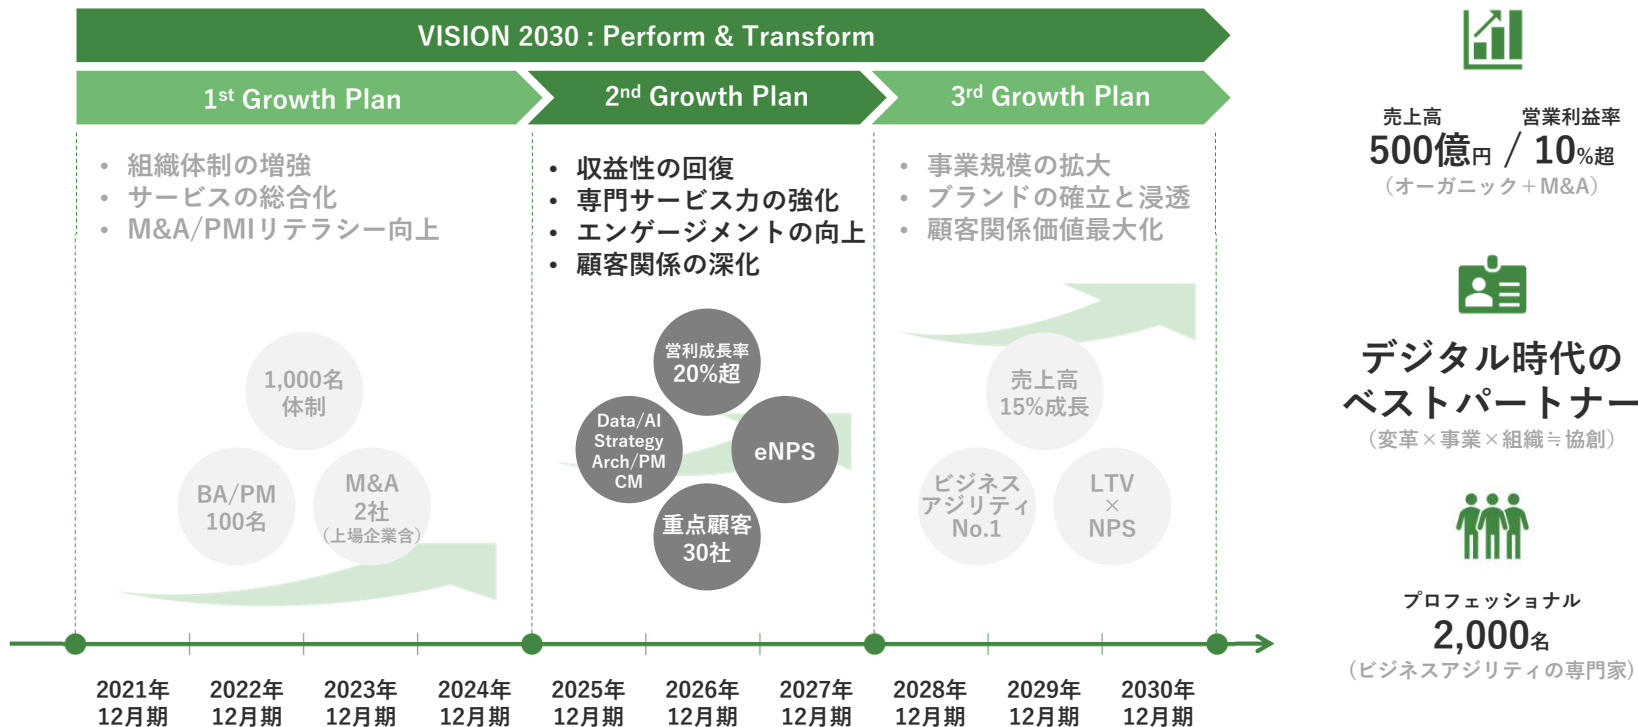 VISION 2030 : Perform & Transform
1st Growth Plan
2nd Growth Plan
3rd Growth Plan
• 組織体制の増強
• サービスの総合化
• M&A/PMIリテラシー向上
• 収益性の回復
• 専門サービス力の強化
• エンゲージメントの向上
• 顧客関係の深化
• 事業規模の拡大
• ブランドの確立と浸透
• 顧客関係価値最大化
1,000名
体制
BA/PM
100名
M&A
2社
（上場企業含）
営利成長率
20%超
Data/AI
Strategy
Arch/PM
CM
eNPS
重点顧客
30社
売上高
15%成長
ビジネス
アジリティ
No.1
LTV
×
NPS
2021年
12月期
2022年
12月期
2023年
12月期
2024年
12月期
2025年
12月期
2026年
12月期
2027年
12月期
2028年
12月期
2029年
12月期
2030年
12月期
売上高 営業利益率
500億円 / 10%超
（オーガニック＋M&A）
デジタル時代の
ベストパートナー
（変革×事業×組織≒協創）
プロフェッショナル
2,000名
（ビジネスアジリティの専門家）